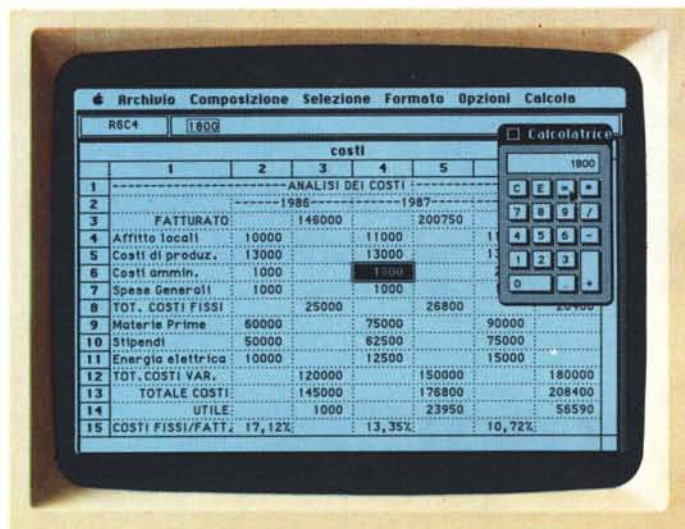 Archivio Composizione Selezione Formato Opzioni Calcola
R6C4 1800
Calcolatrice
1800
C E = *
7 8 9 /
4 5 6 -
1 2 3
0 . +
costi
1 2 3 4 5
1 ANALISI DEI COSTI
2 1986 1987
3 FATTURATO 146000 200750
4 Affitto locali 10000 11000
5 Costi di produz. 13000 13000
6 Costi ammin. 1000 1800
7 Spese Generali 1000 1000
8 TOT. COSTI FISSI 25000 26800
9 Materie Prime 60000 75000 90000
10 Stipendi 50000 62500 75000
11 Energia elettrica 10000 12500 15000
12 TOT.COSTI VAR. 120000 150000 180000
13 TOTALE COSTI 145000 176800 208400
14 UTILE 1000 23950 56590
15 COSTI FISSI/FATT. 17,12% 13,35% 10,72%